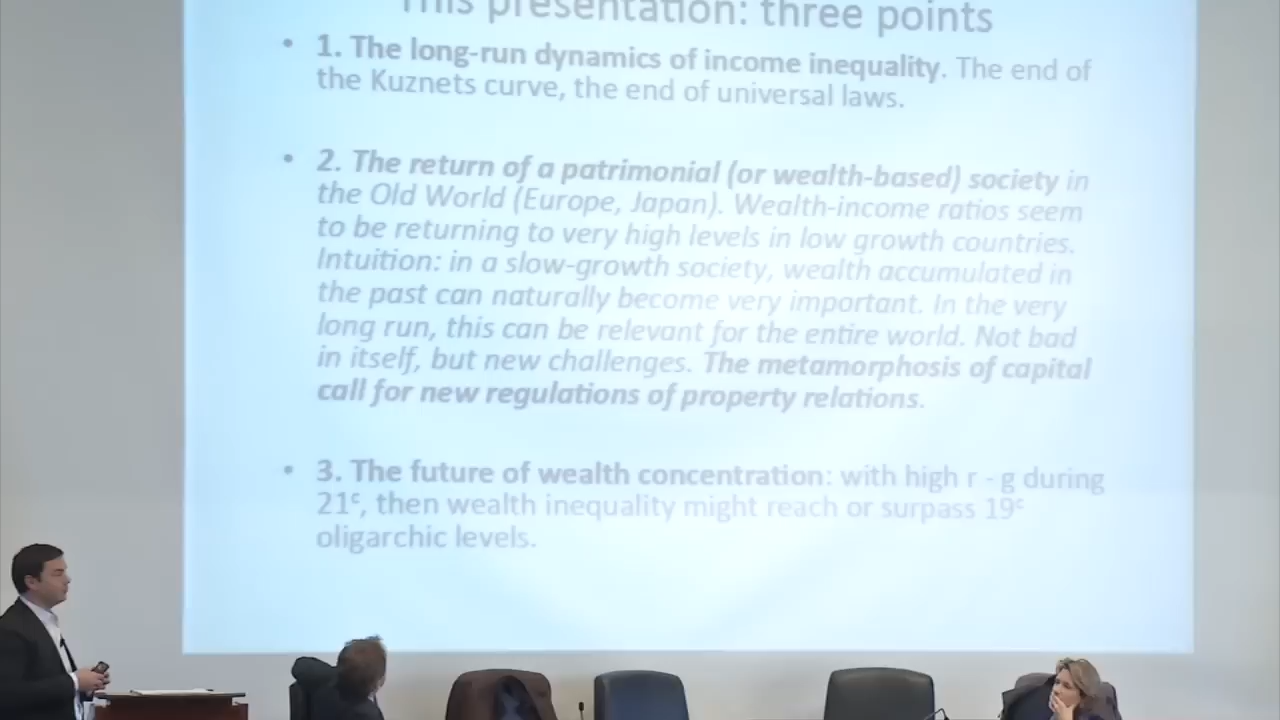 This presentation: three points
• 1. The long-run dynamics of income inequality. The end of
the Kuznets curve, the end of universal laws.
• 2. The return of a patrimonial (or wealth-based) society in
the Old World (Europe, Japan). Wealth-income ratios seem
to be returning to very high levels in low growth countries.
Intuition: in a slow-growth society, wealth accumulated in
the past can naturally become very important. In the very
long run, this can be relevant for the entire world. Not bad
in itself, but new challenges. The metamorphosis of capital
call for new regulations of property relations.
• 3. The future of wealth concentration: with high r - g during
21ᶜ, then wealth inequality might reach or surpass 19ᶜ
oligarchic levels.